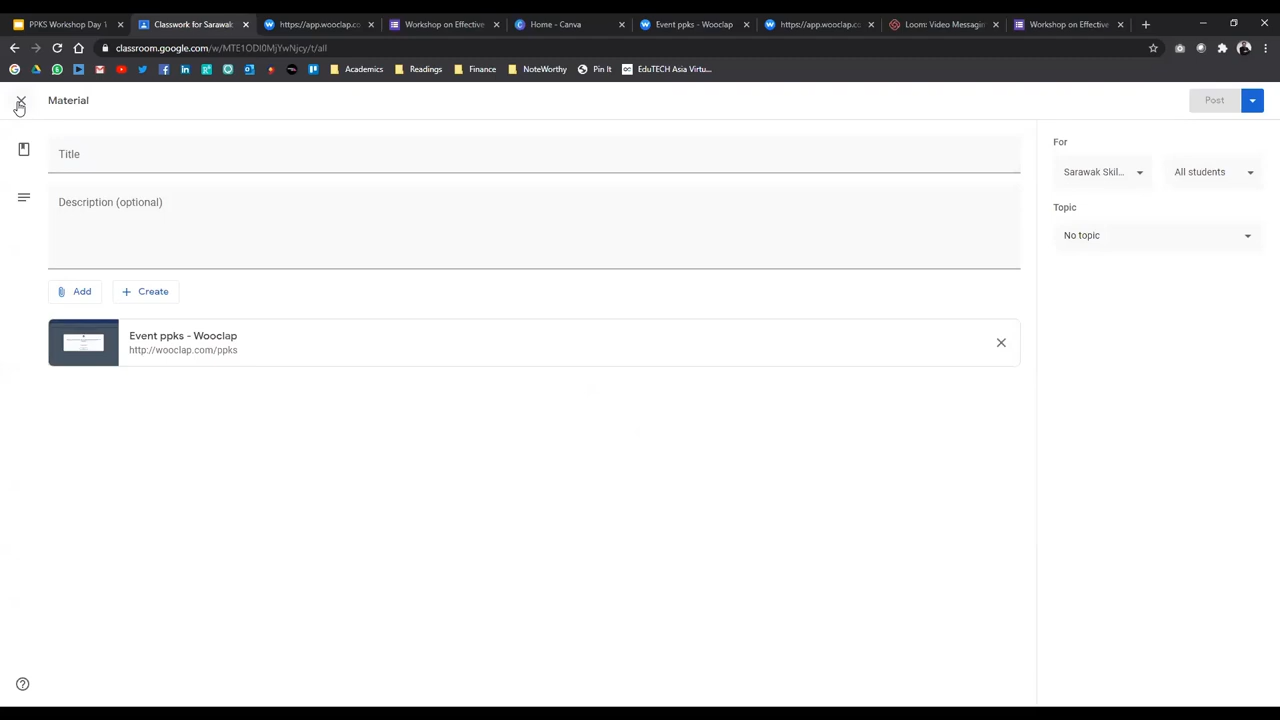 PPKS Workshop Day 1
Classwork for Sarawak
https://app.wooclap.co
Workshop on Effective
Home - Canva
Event ppks - Wooclap
https://app.wooclap.co
Loom: Video Messagin
Workshop on Effective
classroom.google.com/w/MTE1ODI0MjYwNjcy/t/all
Academics
Readings
Finance
NoteWorthy
Pin It
EduTECH Asia Virtu...
Material
Post
Title
Description (optional)
Add
Create
Event ppks - Wooclap
http://wooclap.com/ppks
For
Sarawak Skil...
All students
Topic
No topic